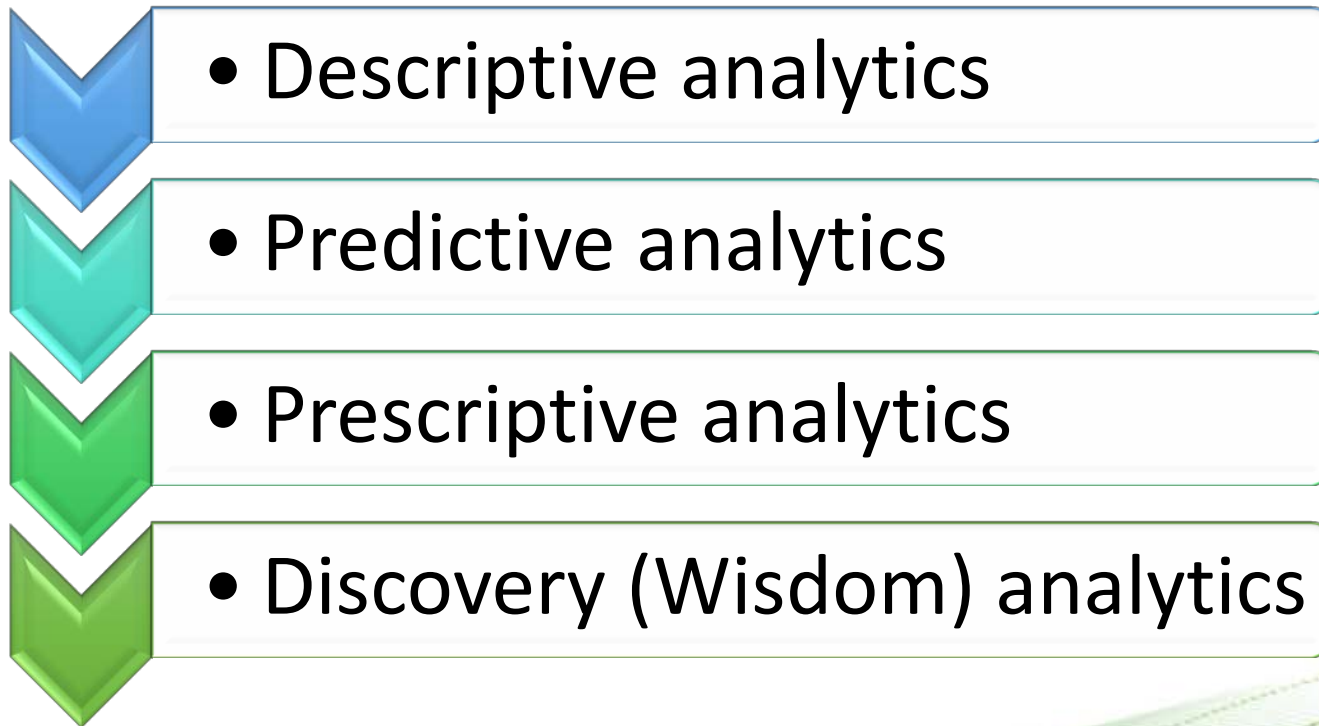 • Descriptive analytics
• Predictive analytics
• Prescriptive analytics
• Discovery (Wisdom) analytics